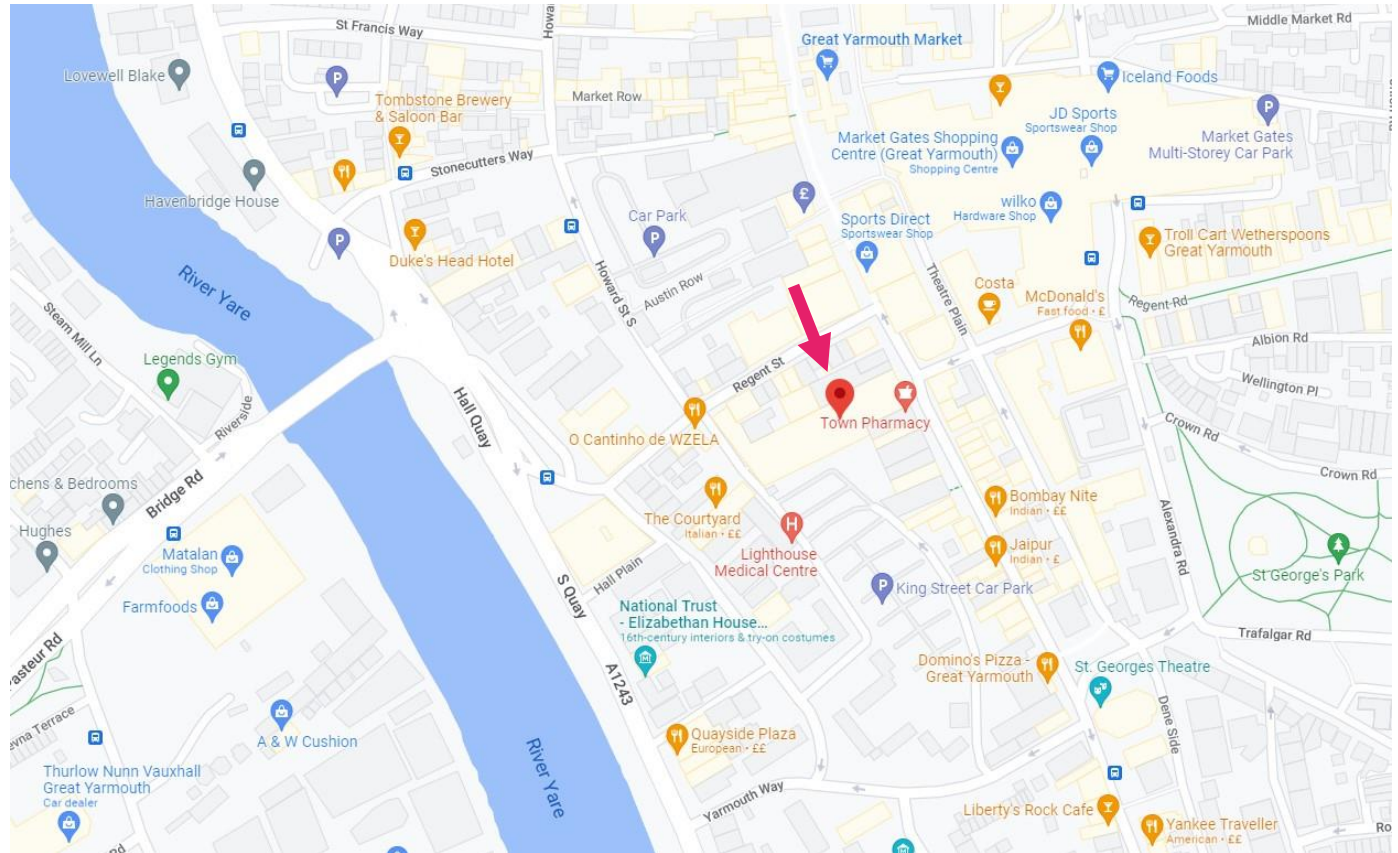 St Francis Way
Howa
Middle Market Rd
Great Yarmouth Market
Lovewell Blake
P
Iceland Foods
Tombstone Brewery
& Saloon Bar
Market Row
JD Sports
Sportswear Shop
P
Market Gates Shopping
Centre (Great Yarmouth)
Shopping Centre
Market Gates
Multi-Storey Car Park
Stonecutters Way
Havenbridge House
£
wilko
Hardware Shop
Car Park
P
Sports Direct
Sportswear Shop
Troll Cart Wetherspoons
Great Yarmouth
P
Duke's Head Hotel
River Yare
Howard St S
Austin Row
Theatre Plain
Costa
McDonald's
Fast food • £
Regent Rd
Steam Mill Ln
Albion Rd
Legends Gym
Regent St
Wellington Pl
Riverside
Hall Quay
Town Pharmacy
O Cantinho de WZELA
Crown Rd
Crown Rd
chens & Bedrooms
Bridge Rd
Bombay Nite
Indian • ££
The Courtyard
Italian • ££
H
Lighthouse
Medical Centre
Hughes
Matalan
Clothing Shop
Jaipur
Indian • £
Alexandra Rd
St George's Park
S Quay
Hall Plain
P
King Street Car Park
Farmfoods
National Trust
- Elizabethan House...
16th-century interiors & try-on costumes
Trafalgar Rd
Pasteur Rd
A1243
Domino's Pizza -
Great Yarmouth
St. Georges Theatre
evna Terrace
Dene Side
A & W Cushion
Quayside Plaza
European • ££
River Yare
Thurlow Nunn Vauxhall
Great Yarmouth
Car dealer
Yarmouth Way
Liberty's Rock Cafe
Yankee Traveller
American • ££
Ro